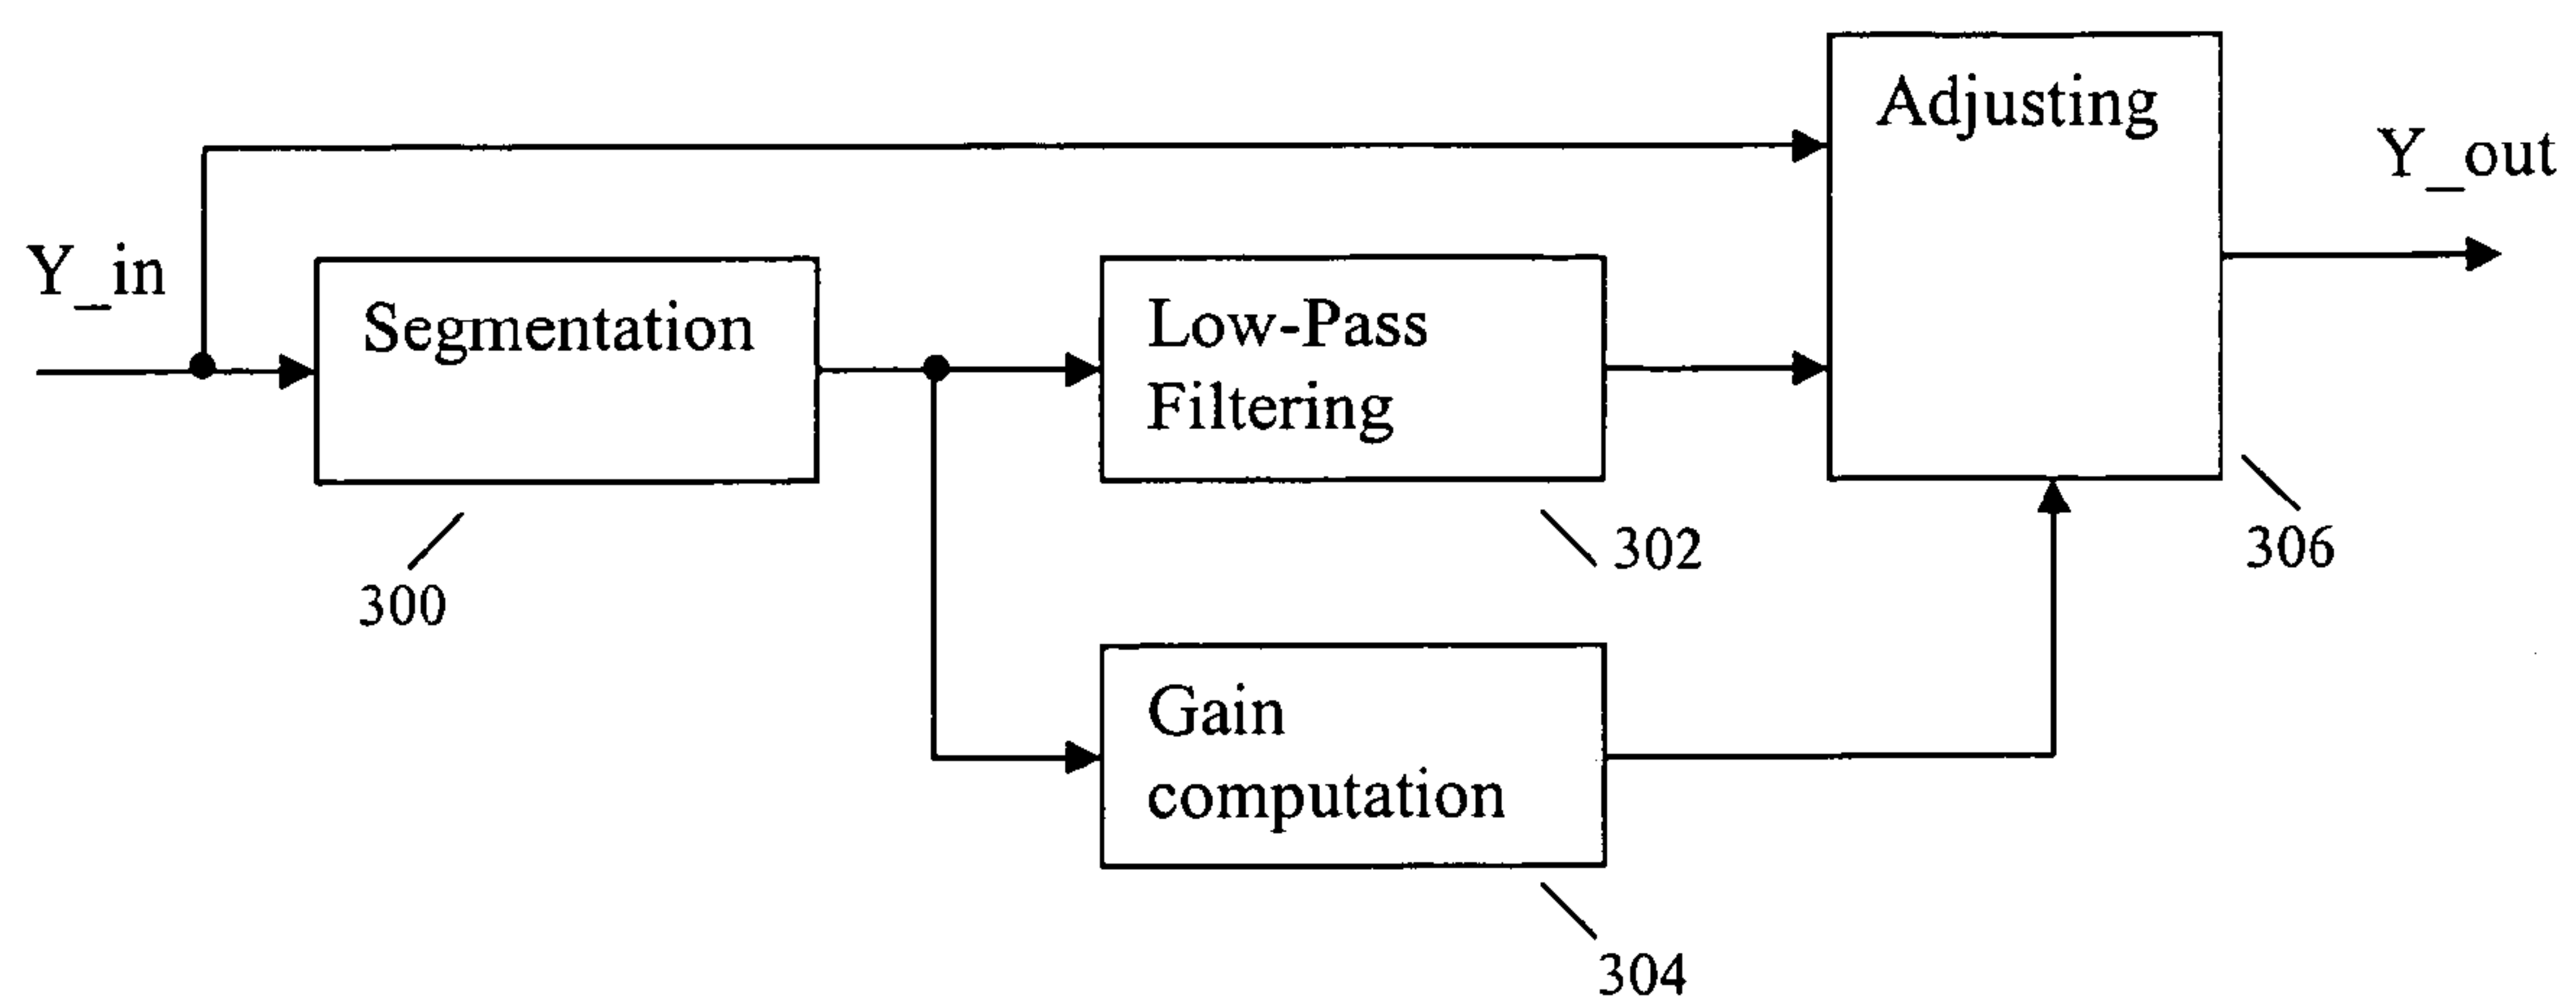 Adjusting
Y_out
Y_in
Segmentation
Low-Pass
Filtering
300
302
306
Gain
computation
304